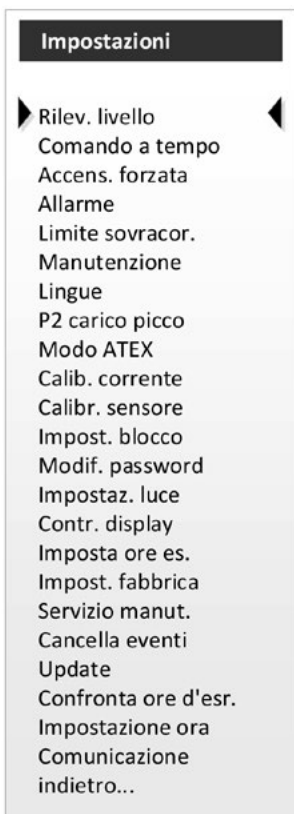 Impostazioni
Rilev. livello
Comando a tempo
Accens. forzata
Allarme
Limite sovracor.
Manutenzione
Lingue
P2 carico picco
Modo ATEX
Calib. corrente
Calibr. sensore
Impost. blocco
Modif. password
Impostaz. luce
Contr. display
Imposta ore es.
Impost. fabbrica
Servizio manut.
Cancella eventi
Update
Confronta ore d'esr.
Impostazione ora
Comunicazione
indietro...